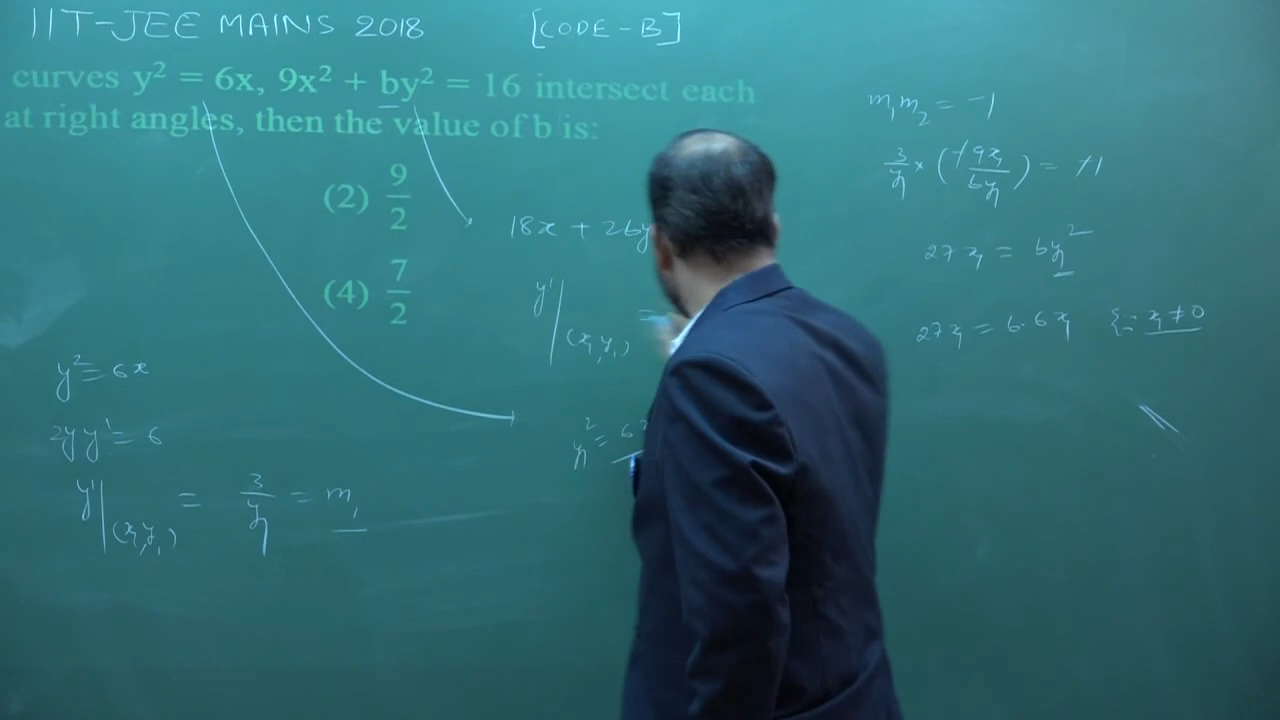 IIT-JEE MAINS 2018 [CODE-B]
curves y² = 6x, 9x² + by² = 16 intersect each
at right angles, then the value of b is:
(2) 9/2
(4) 7/2
y² = 6x
2yy' = 6
y'|(x₁,y₁) = 3/y₁ = m₁
18x + 2by
y'|(x₁,y₁) =
y₁² = 6
m₁m₂ = -1
3/y₁ × (-9x₁/by₁) = -1
27x₁ = by₁²
27x₁ = b·6x₁ {∵ x₁ ≠ 0